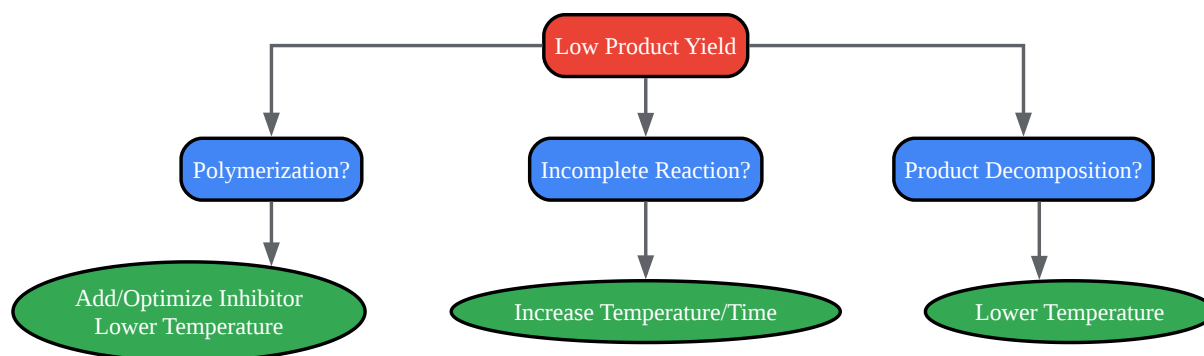 Low Product Yield
Polymerization?
Incomplete Reaction?
Product Decomposition?
Add/Optimize Inhibitor
Lower Temperature
Increase Temperature/Time
Lower Temperature